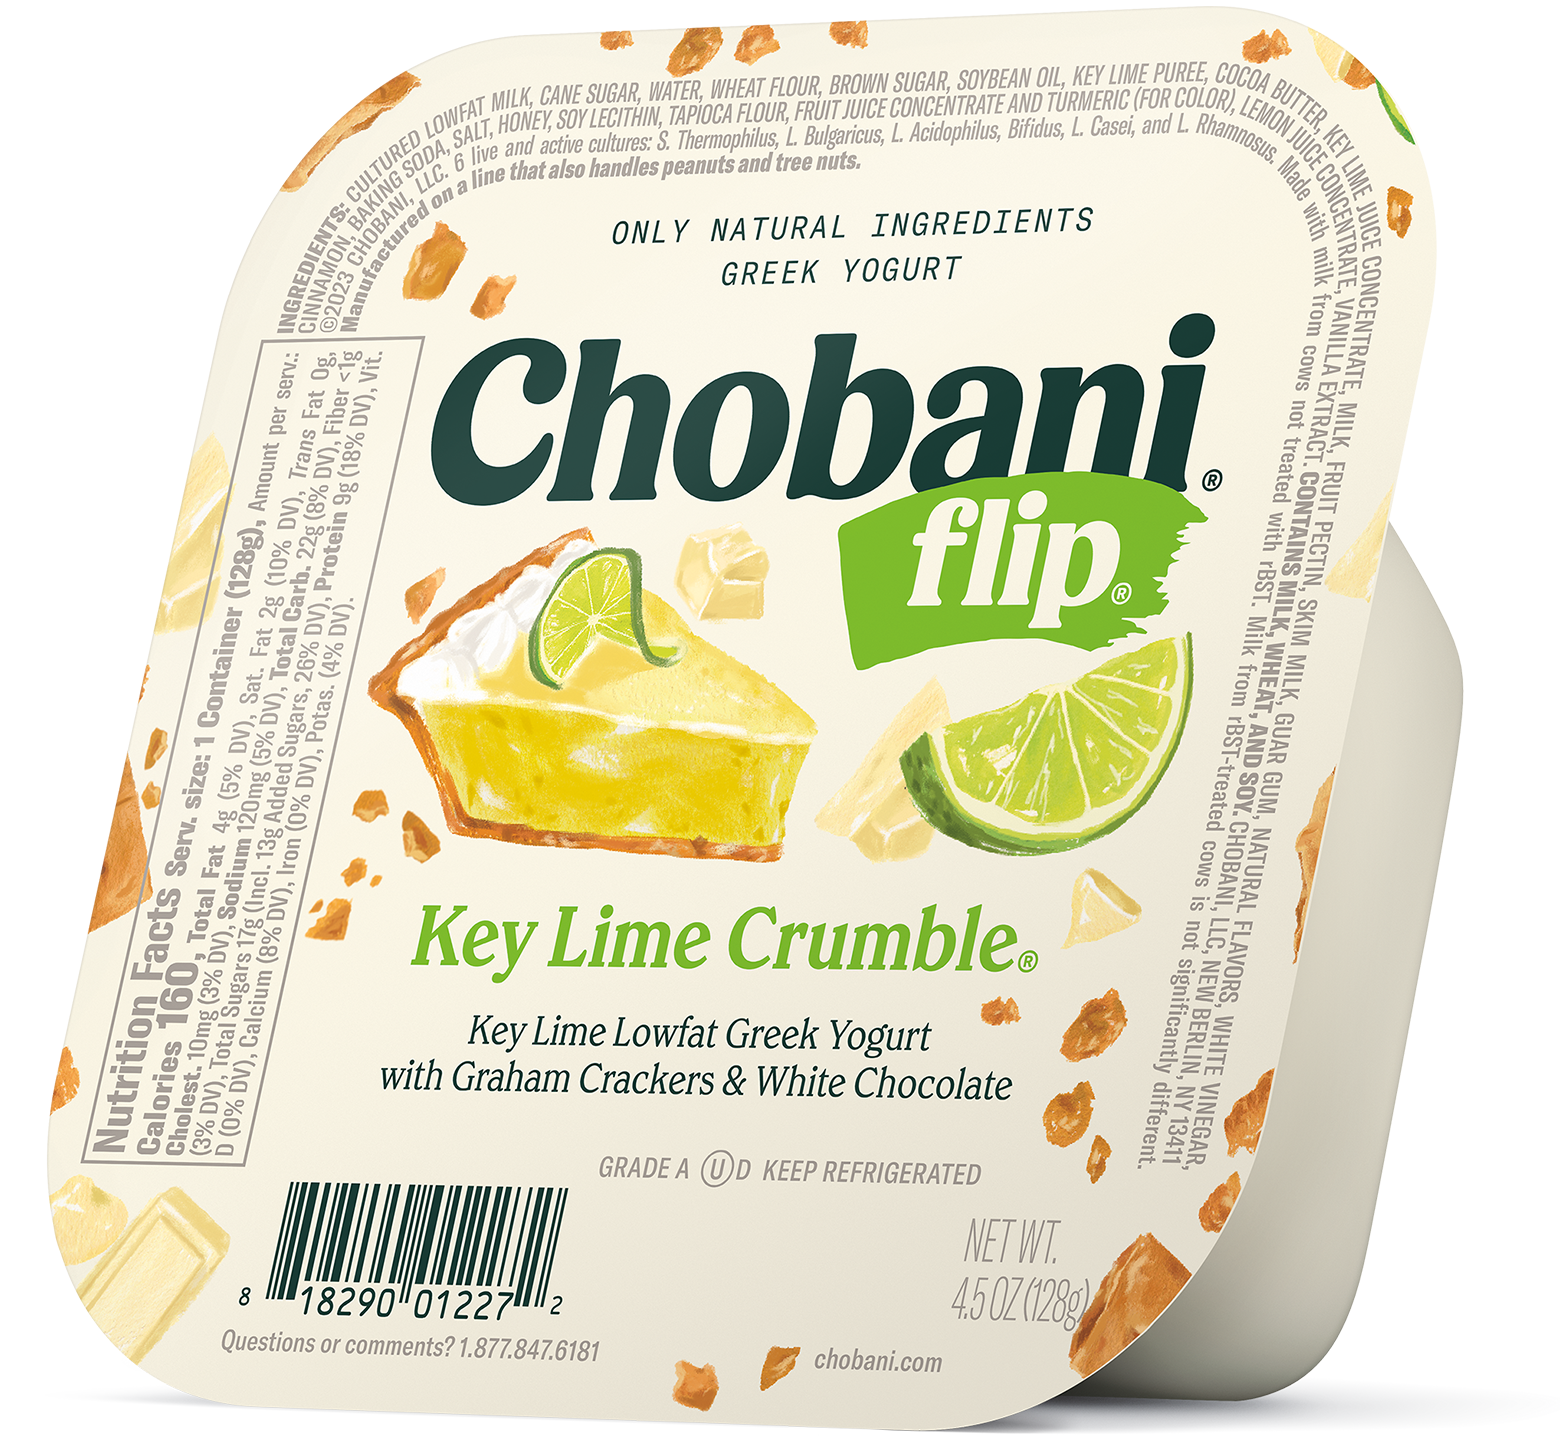 INGREDIENTS: CULTURED LOWFAT MILK, CANE SUGAR, WATER, WHEAT FLOUR, BROWN SUGAR, SOYBEAN OIL, KEY LIME PUREE, COCOA BUTTER, KEY LIME JUICE CONCENTRATE, MILK, FRUIT PECTIN, SKIM MILK, GUAR GUM, NATURAL FLAVORS, WHITE VINEGAR,
CINNAMON, BAKING SODA, SALT, HONEY, SOY LECITHIN, TAPIOCA FLOUR, FRUIT JUICE CONCENTRATE AND TURMERIC (FOR COLOR), LEMON JUICE CONCENTRATE, VANILLA EXTRACT. CONTAINS MILK, WHEAT, AND SOY. CHOBANI, LLC, NEW BERLIN, NY 13411
©2023 CHOBANI, LLC. 6 live and active cultures: S. Thermophilus, L. Bulgaricus, L. Acidophilus, Bifidus, L. Casei, and L. Rhamnosus. Made with milk from cows not treated with rBST. Milk from rBST-treated cows is not significantly different.
Manufactured on a line that also handles peanuts and tree nuts.
ONLY NATURAL INGREDIENTS
GREEK YOGURT
Chobani®
flip®
Key Lime Crumble®
Key Lime Lowfat Greek Yogurt
with Graham Crackers & White Chocolate
GRADE A UD KEEP REFRIGERATED
NET WT.
4.5 OZ (128g)
Nutrition Facts Serv. size: 1 Container (128g), Amount per serv.:
Calories 160, Total Fat 4g (5% DV), Sat. Fat 2g (10% DV), Trans Fat 0g,
Cholest. 10mg (3% DV), Sodium 120mg (5% DV), Total Carb. 22g (8% DV), Fiber <1g
(3% DV), Total Sugars 17g (Incl. 13g Added Sugars, 26% DV), Protein 9g (18% DV), Vit.
D (0% DV), Calcium (8% DV), Iron (0% DV), Potas. (4% DV).
8 18290 01227 2
Questions or comments? 1.877.847.6181
chobani.com